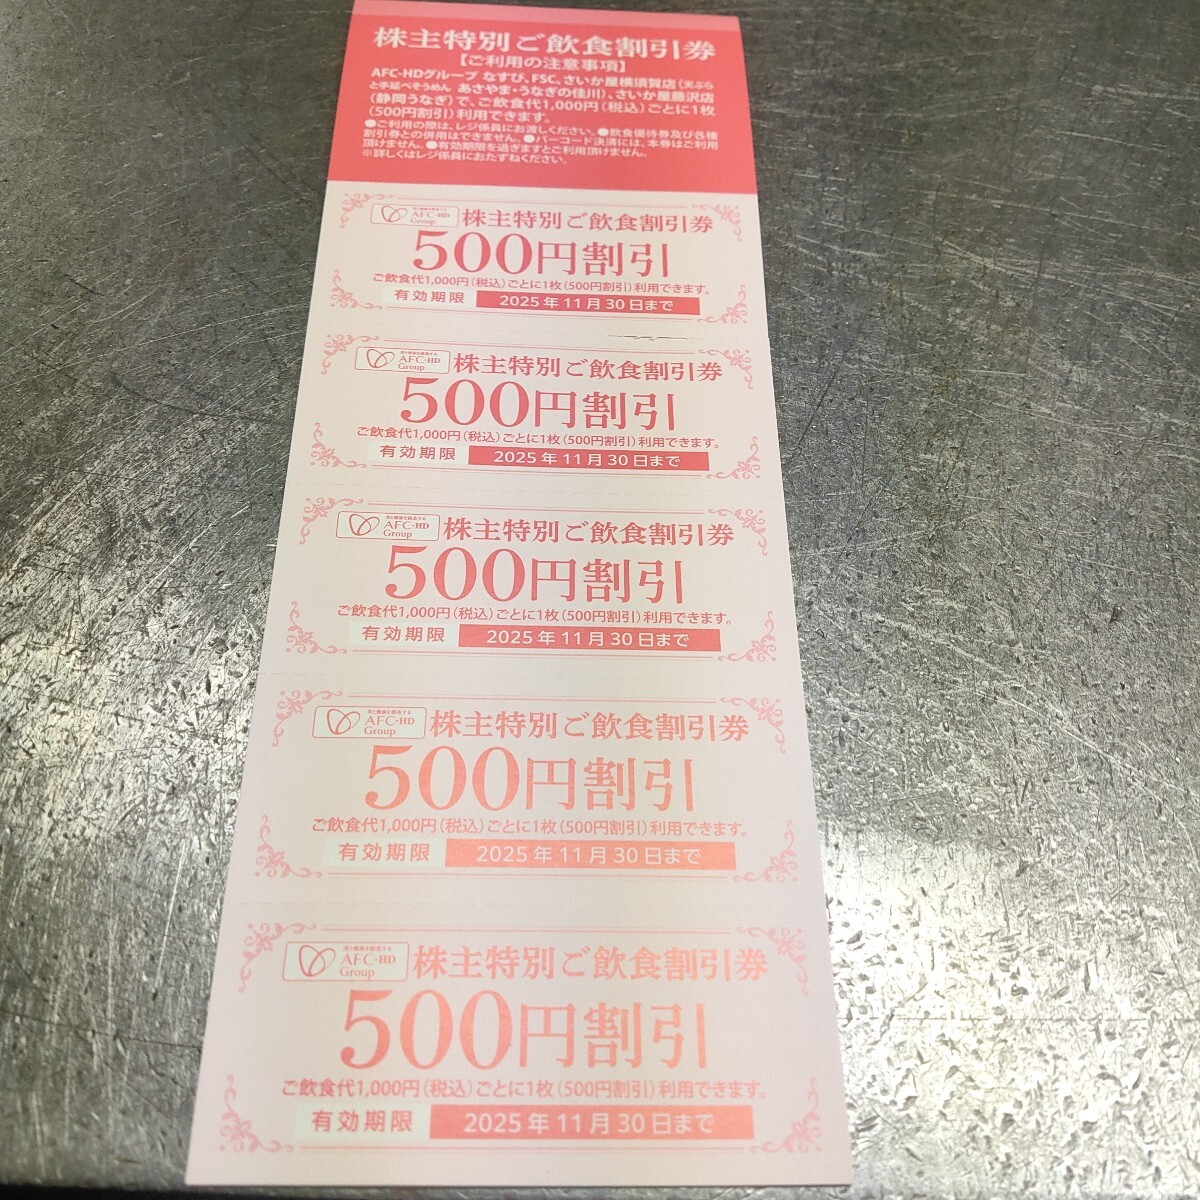 株主特別ご飲食割引券
【ご利用の注意事項】
AFC-HDグループ なすび、FSC、さいか屋横須賀店（天ぷら
と手延べそうめん あさやま・うなぎの佳川）、さいか屋藤沢店
（静岡うなぎ）で、ご飲食代1,000円（税込）ごとに1枚
（500円割引）利用できます。
●ご利用の際は、レジ係員にお渡しください。●飲食優待券及び各種
割引券との併用はできません。●バーコード決済には、本券はご利用
頂けません。●有効期限を過ぎますとご利用頂けません。
※詳しくはレジ係員におたずねください。
AFC-HD
Group
株主特別ご飲食割引券
500円割引
ご飲食代1,000円（税込）ごとに1枚（500円割引）利用できます。
有効期限 2025年11月30日まで
AFC-HD
Group
株主特別ご飲食割引券
500円割引
ご飲食代1,000円（税込）ごとに1枚（500円割引）利用できます。
有効期限 2025年11月30日まで
AFC-HD
Group
株主特別ご飲食割引券
500円割引
ご飲食代1,000円（税込）ごとに1枚（500円割引）利用できます。
有効期限 2025年11月30日まで
AFC-HD
Group
株主特別ご飲食割引券
500円割引
ご飲食代1,000円（税込）ごとに1枚（500円割引）利用できます。
有効期限 2025年11月30日まで
AFC-HD
Group
株主特別ご飲食割引券
500円割引
ご飲食代1,000円（税込）ごとに1枚（500円割引）利用できます。
有効期限 2025年11月30日まで